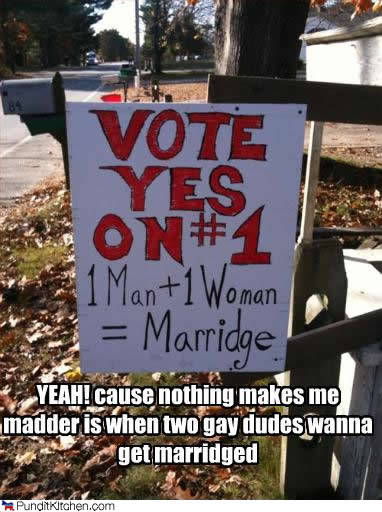 89
VOTE
YES
ON #1
1 Man + 1 Woman
= Marridge
YEAH! cause nothing makes me
madder is when two gay dudes wanna
get marridged
PunditKitchen.com